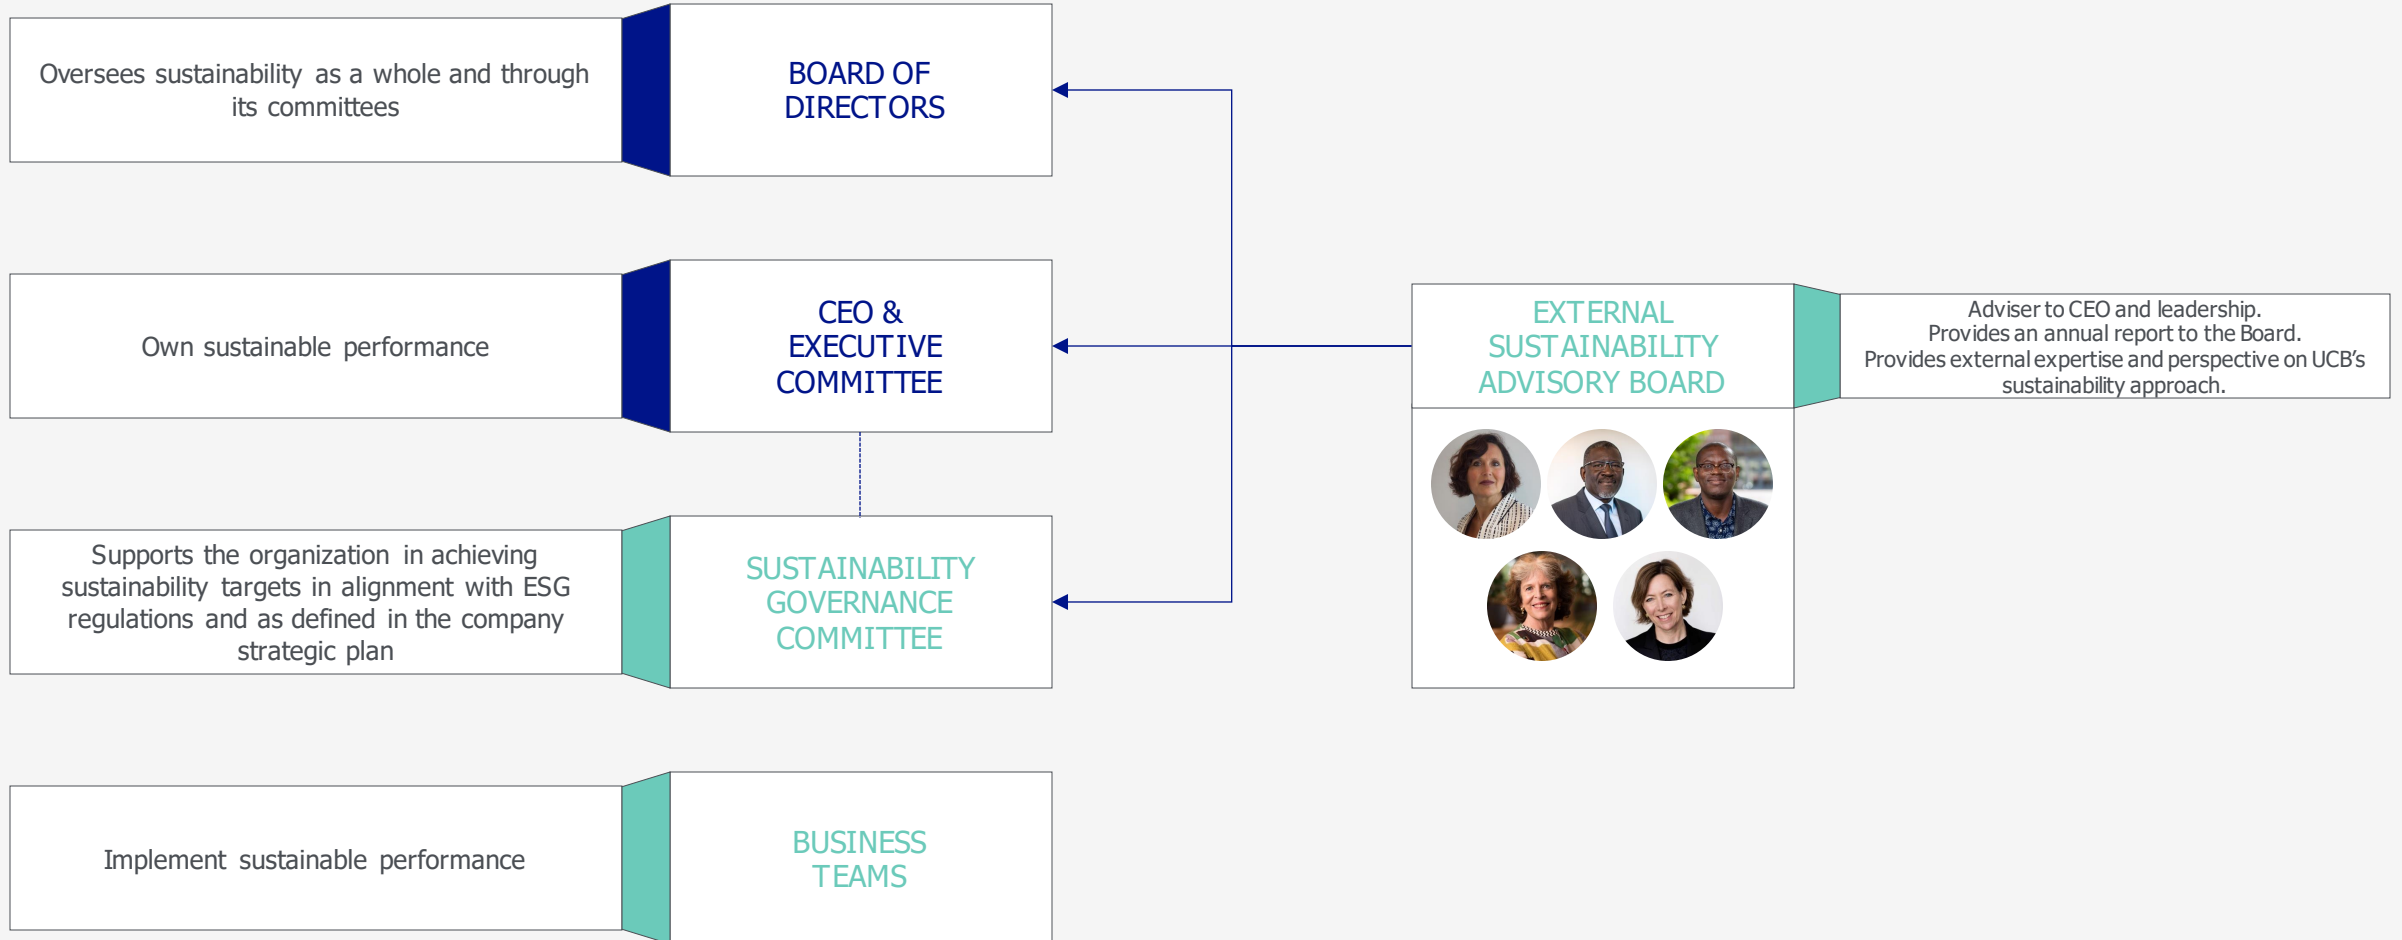 Oversees sustainability as a whole and through
its committees
BOARD OF
DIRECTORS
Own sustainable performance
CEO &
EXECUTIVE
COMMITTEE
EXTERNAL
SUSTAINABILITY
ADVISORY BOARD
Adviser to CEO and leadership.
Provides an annual report to the Board.
Provides external expertise and perspective on UCB’s
sustainability approach.
Supports the organization in achieving
sustainability targets in alignment with ESG
regulations and as defined in the company
strategic plan
SUSTAINABILITY
GOVERNANCE
COMMITTEE
Implement sustainable performance
BUSINESS
TEAMS